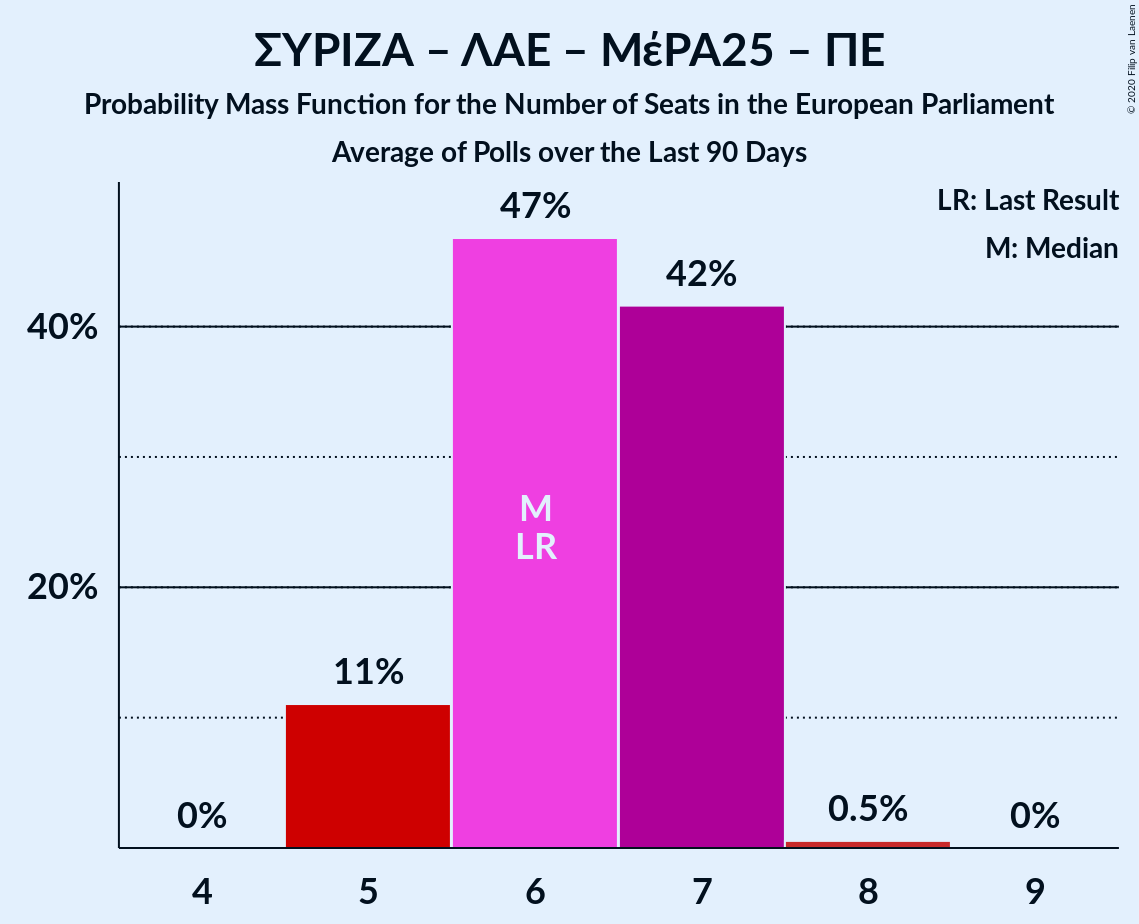 ΣΥΡΙΖΑ – ΛΑΕ – ΜέΡΑ25 – ΠΕ
Probability Mass Function for the Number of Seats in the European Parliament
Average of Polls over the Last 90 Days
© 2020 Filip van Laenen
LR: Last Result
M: Median
47%
42%
40%
M
LR
20%
11%
0%
0.5%
0%
4 5 6 7 8 9